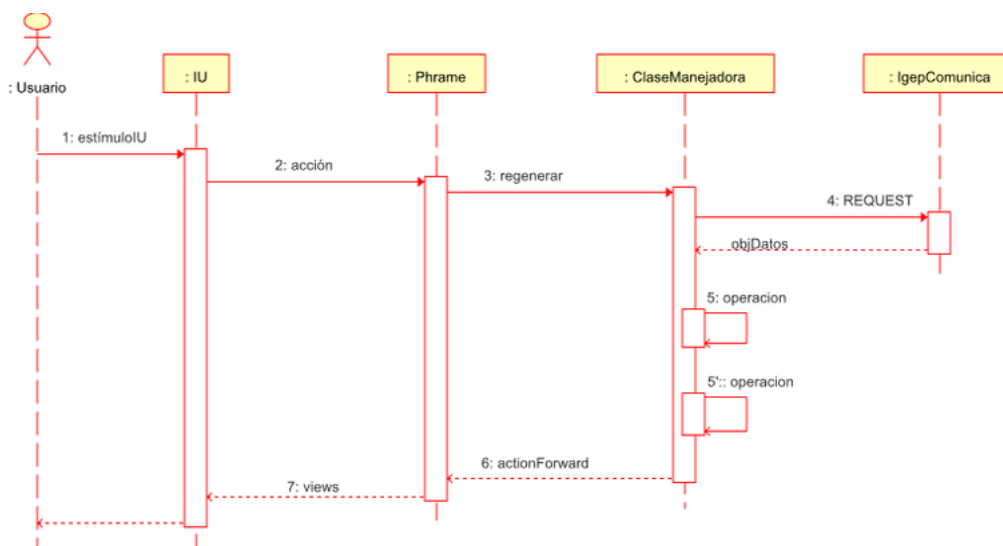 : Usuario
: IU
: Phrame
: ClaseManejadora
: IgepComunica
1: estímuloIU
2: acción
3: regenerar
4: REQUEST
objDatos
5: operacion
5':: operacion
6: actionForward
7: views